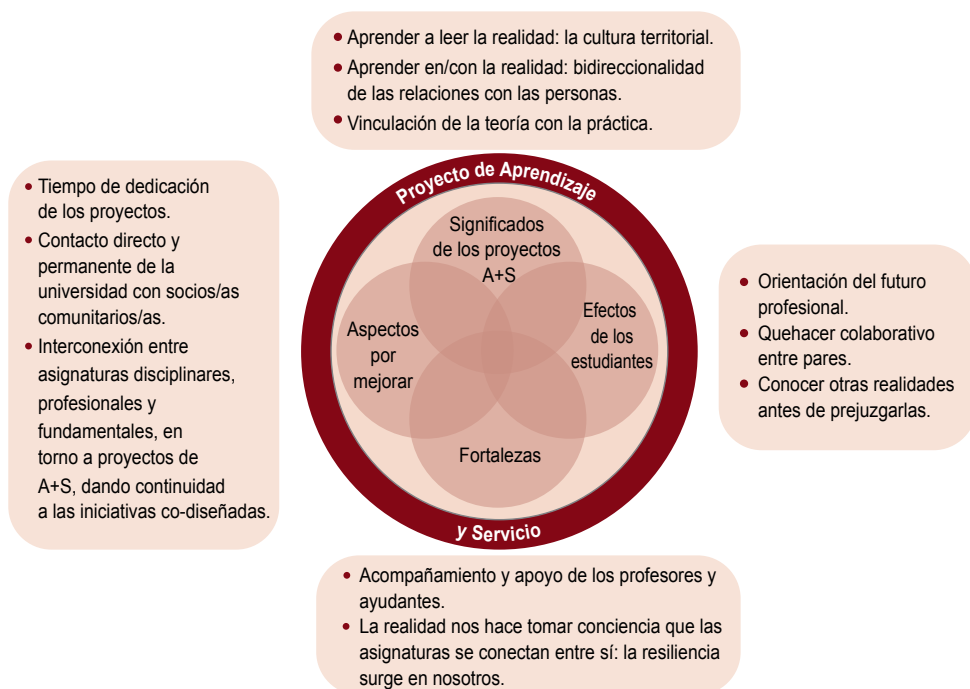 • Aprender a leer la realidad: la cultura territorial.
• Aprender en/con la realidad: bidireccionalidad
de las relaciones con las personas.
• Vinculación de la teoría con la práctica.
• Tiempo de dedicación
de los proyectos.
• Contacto directo y
permanente de la
universidad con socios/as
comunitarios/as.
• Interconexión entre
asignaturas disciplinares,
profesionales y
fundamentales, en
torno a proyectos de
A+S, dando continuidad
a las iniciativas co-diseñadas.
Proyecto de Aprendizaje
y Servicio
Significados
de los proyectos
A+S
Aspectos
por
mejorar
Efectos
de los
estudiantes
Fortalezas
• Orientación del futuro
profesional.
• Quehacer colaborativo
entre pares.
• Conocer otras realidades
antes de prejuzgarlas.
• Acompañamiento y apoyo de los profesores y
ayudantes.
• La realidad nos hace tomar conciencia que las
asignaturas se conectan entre sí: la resiliencia
surge en nosotros.